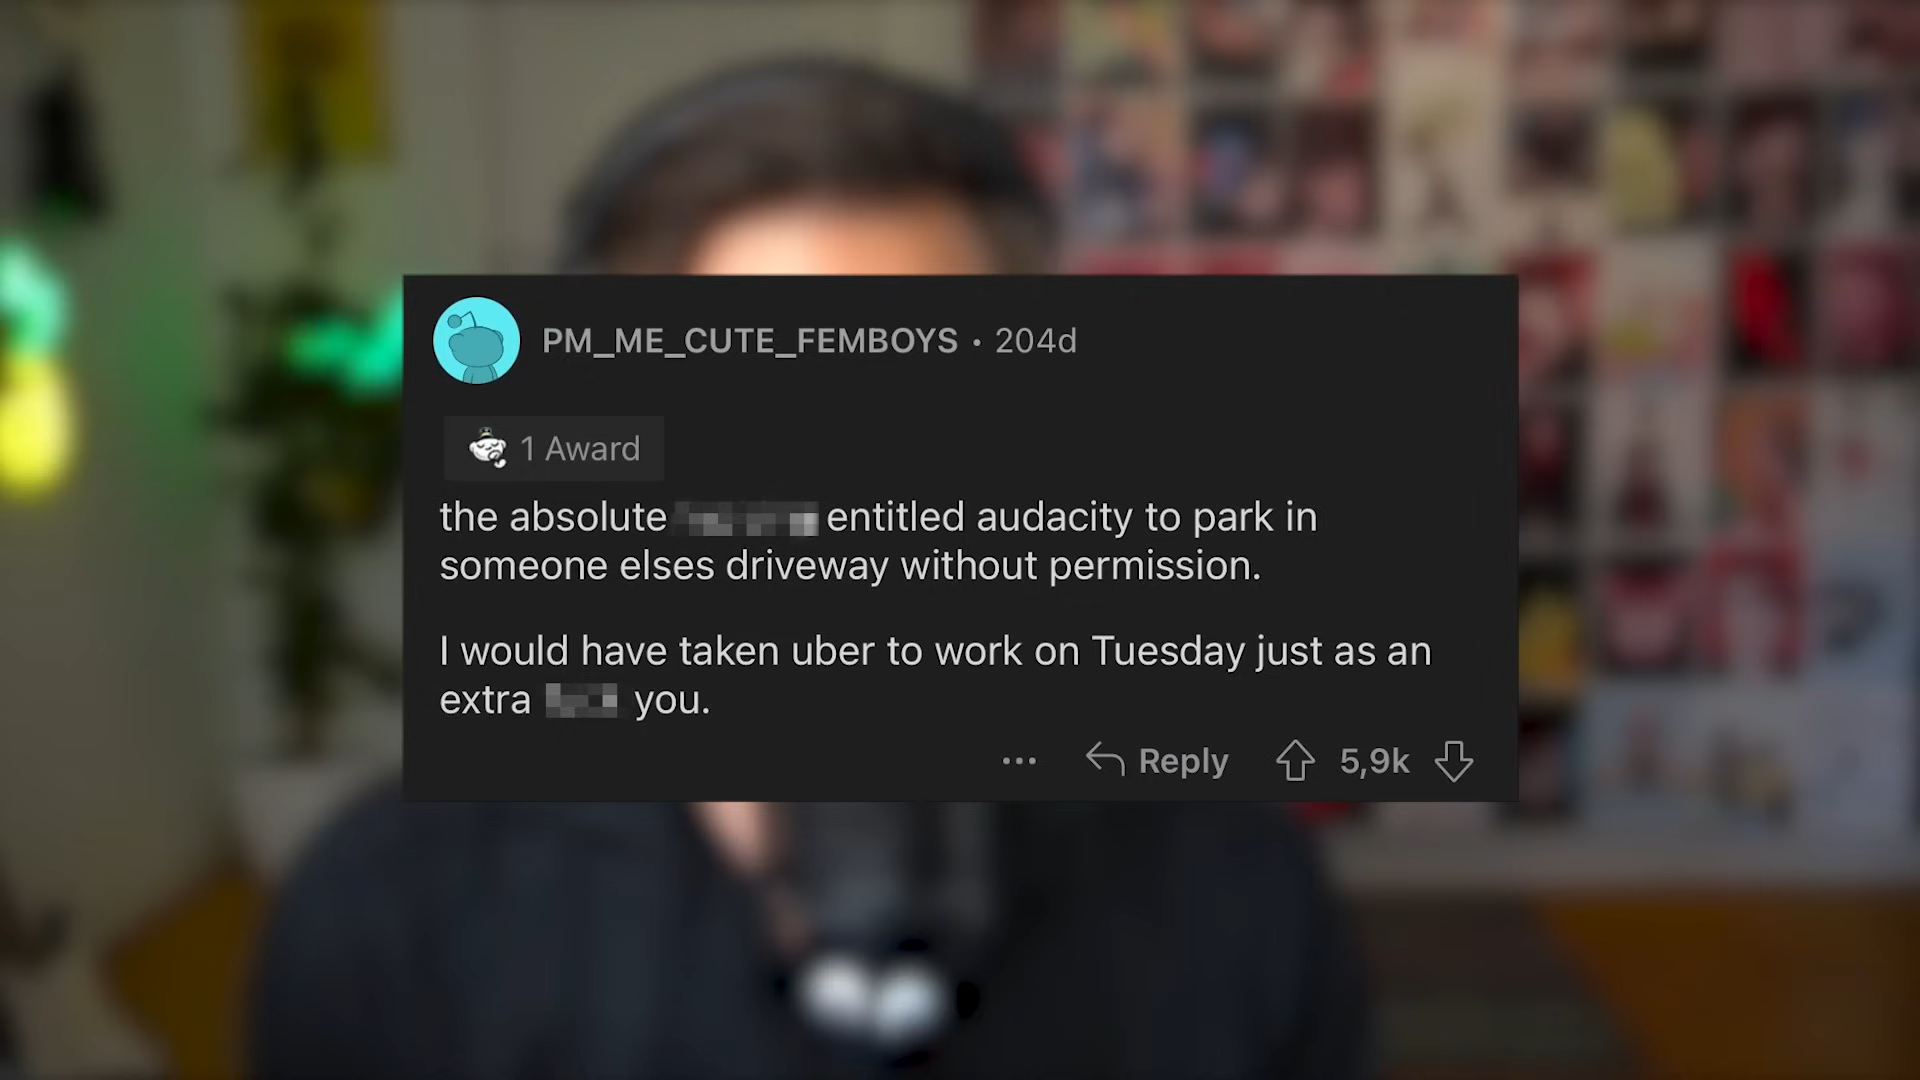 PM_ME_CUTE_FEMBOYS • 204d
1 Award
the absolute entitled audacity to park in
someone elses driveway without permission.
I would have taken uber to work on Tuesday just as an
extra you.
... Reply 5,9k